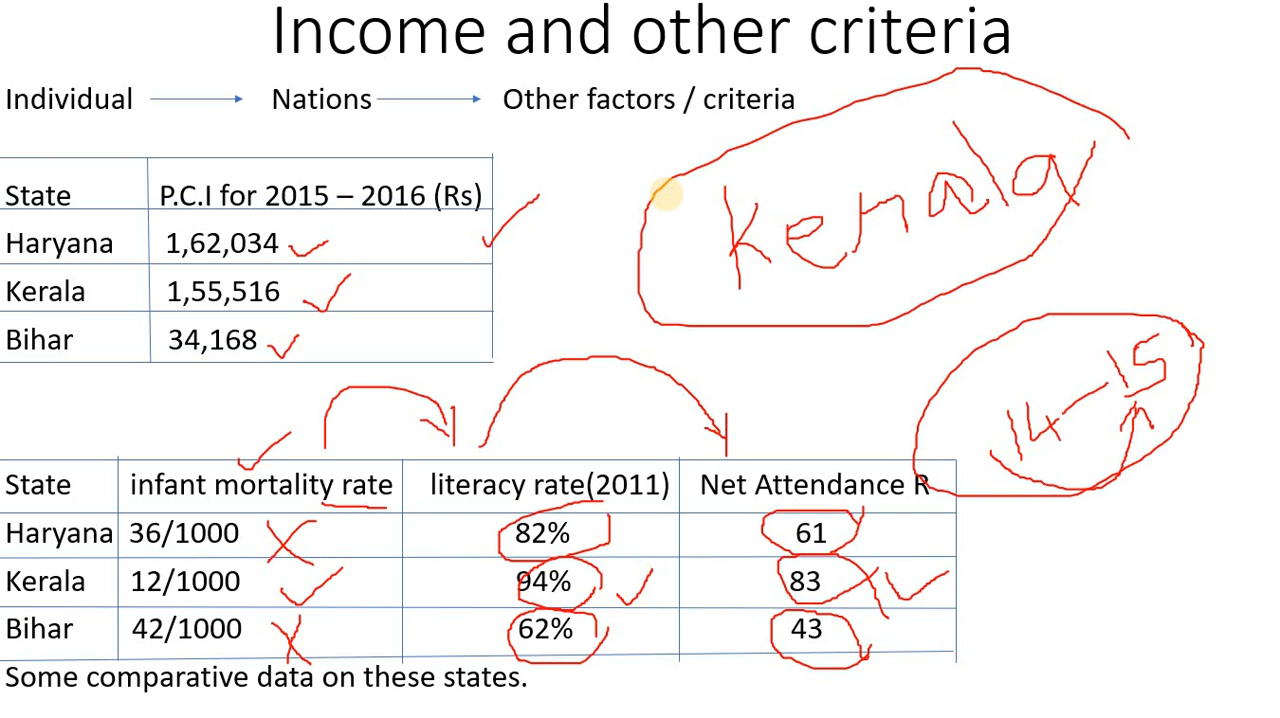 Income and other criteria
Individual Nations Other factors / criteria
State P.C.I for 2015 – 2016 (Rs)
Haryana 1,62,034
Kerala 1,55,516
Bihar 34,168
Kerala
14-15
State infant mortality rate literacy rate(2011) Net Attendance R
Haryana 36/1000 82% 61
Kerala 12/1000 94% 83
Bihar 42/1000 62% 43
Some comparative data on these states.